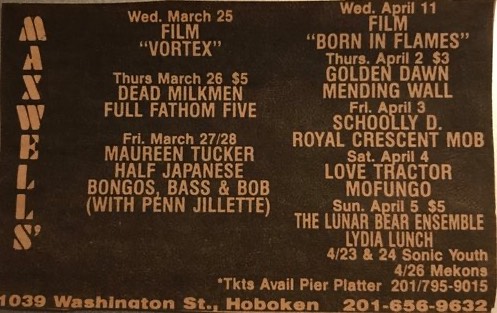 MAXWELLS'
Wed. March 25
FILM
"VORTEX"
Thurs March 26 $5
DEAD MILKMEN
FULL FATHOM FIVE
Fri. March 27/28
MAUREEN TUCKER
HALF JAPANESE
BONGOS, BASS & BOB
(WITH PENN JILLETTE)
Wed. April 11
FILM
"BORN IN FLAMES"
Thurs. April 2 $3
GOLDEN DAWN
MENDING WALL
Fri. April 3
SCHOOLLY D.
ROYAL CRESCENT MOB
Sat. April 4
LOVE TRACTOR
MOFUNGO
Sun. April 5 $5
THE LUNAR BEAR ENSEMBLE
LYDIA LUNCH
4/23 & 24 Sonic Youth
4/26 Mekons
*Tkts Avail Pier Platter 201/795-9015
1039 Washington St., Hoboken 201-656-9632